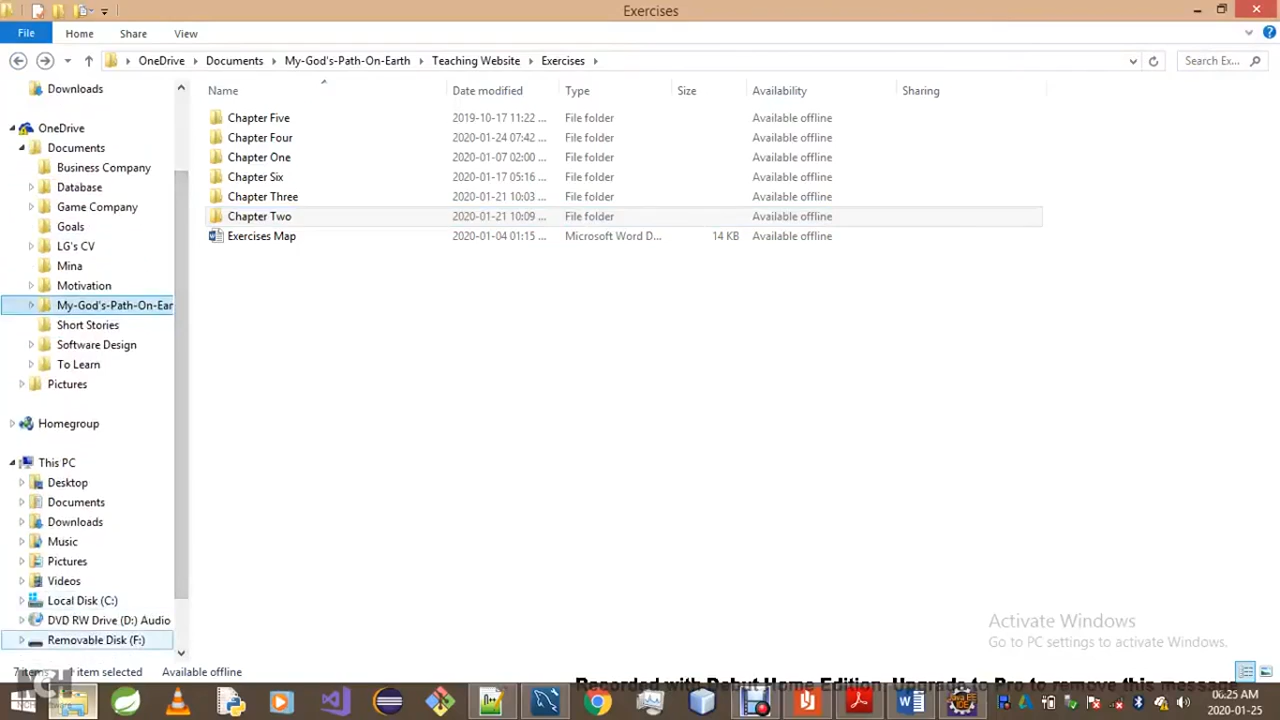 Exercises
File Home Share View
OneDrive Documents My-God's-Path-On-Earth Teaching Website Exercises Search Ex...
Name Date modified Type Size Availability Sharing
Downloads
OneDrive
Documents
Business Company
Database
Game Company
Goals
LG's CV
Mina
Motivation
My-God's-Path-On-Ear
Short Stories
Software Design
To Learn
Pictures
Homegroup
This PC
Desktop
Documents
Downloads
Music
Pictures
Videos
Local Disk (C:)
DVD RW Drive (D:) Audio
Removable Disk (F:)
Chapter Five 2019-10-17 11:22 ... File folder Available offline
Chapter Four 2020-01-24 07:42 ... File folder Available offline
Chapter One 2020-01-07 02:00 ... File folder Available offline
Chapter Six 2020-01-17 05:16 ... File folder Available offline
Chapter Three 2020-01-21 10:03 ... File folder Available offline
Chapter Two 2020-01-21 10:09 ... File folder Available offline
Exercises Map 2020-01-04 01:15 ... Microsoft Word D... 14 KB Available offline
Activate Windows
Go to PC settings to activate Windows.
7 items 1 item selected Available offline
Recorded with Debut Home Edition. Upgrade to Pro to remove this message
06:25 AM
2020-01-25